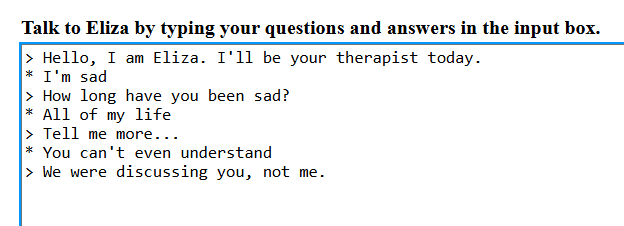 Talk to Eliza by typing your questions and answers in the input box.
> Hello, I am Eliza. I'll be your therapist today.
* I'm sad
> How long have you been sad?
* All of my life
> Tell me more...
* You can't even understand
> We were discussing you, not me.